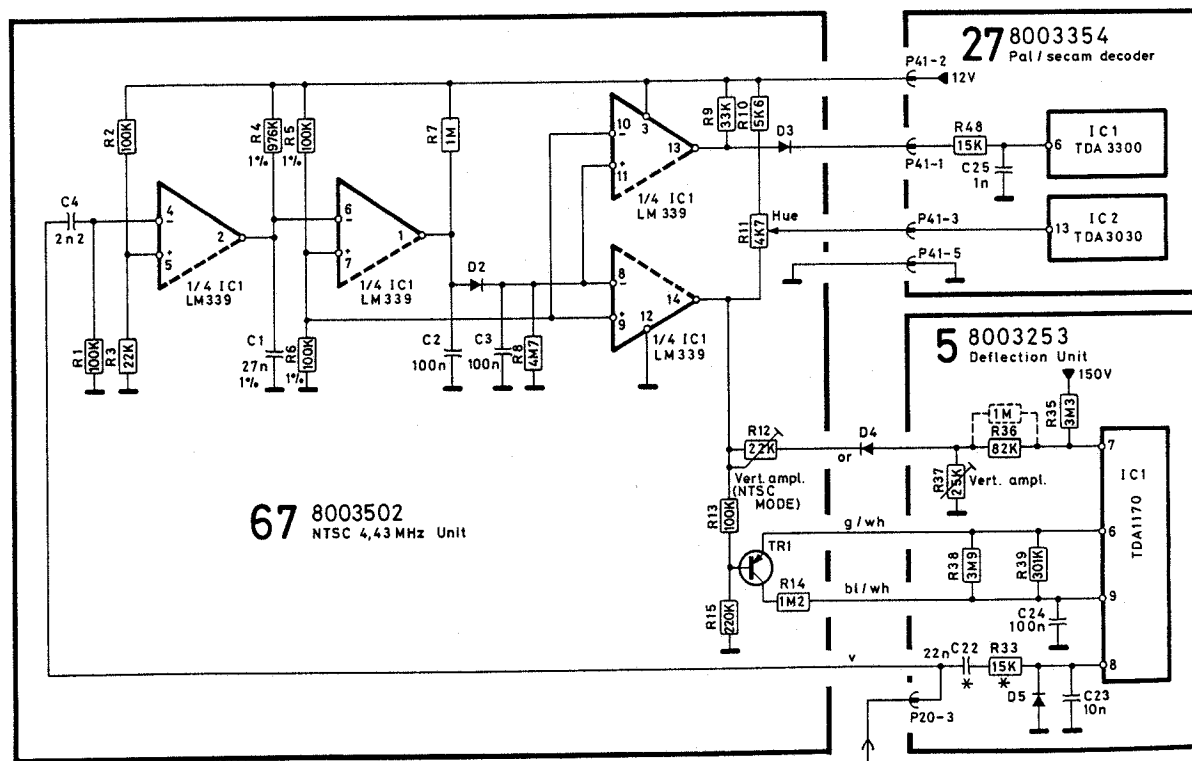 27 8003354
Pal/secam decoder
P41-2
12V
R2
100K
R4
976K
1%
R5
100K
1%
R7
1M
10
3
13
11
R9
33K
R10
5K6
D3
P41-1
R48
15K
C25
1n
6
IC1
TDA 3300
1/4 IC1
LM339
C4
2n2
4
5
2
1/4 IC1
LM339
6
7
1
1/4 IC1
LM339
R11
4K7
Hue
P41-3
13
IC2
TDA3030
P41-5
D2
8
9
14
12
1/4 IC1
LM339
R1
100K
R3
22K
C1
27n
1%
R6
100K
1%
C2
100n
C3
100n
R8
4M7
5 8003253
Deflection Unit
150V
R35
3M3
1M
R36
82K
7
R12
22K
D4
or
Vert. ampl.
(NTSC
MODE)
R37
25K
Vert. ampl.
IC1
TDA1170
67 8003502
NTSC 4,43MHz Unit
R13
100K
g/wh
6
TR1
R38
3M9
R39
301K
R14
1M2
bl/wh
9
R15
220K
C24
100n
v
22n
C22
*
R33
15K
*
8
D5
C23
10n
P20-3